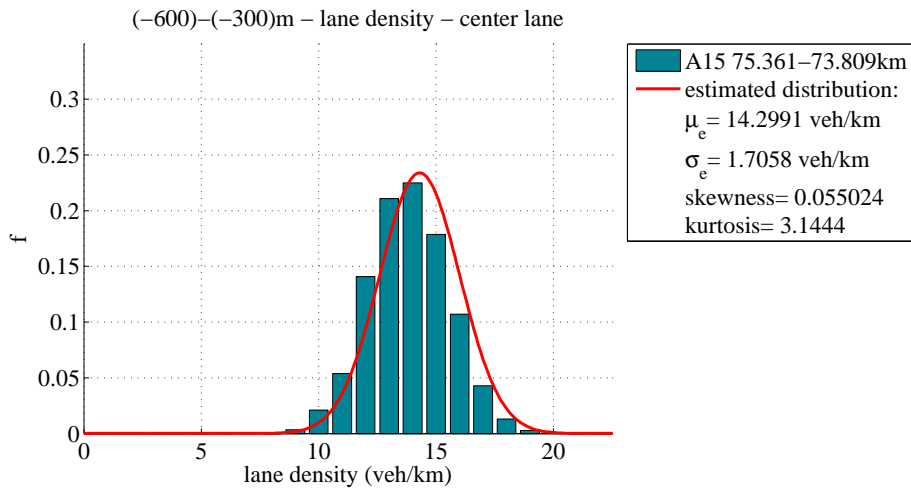 (−600)−(−300)m − lane density − center lane
A15 75.361−73.809km
estimated distribution:
μe= 14.2991 veh/km
σe= 1.7058 veh/km
skewness= 0.055024
kurtosis= 3.1444
0.3
0.25
0.2
0.15
0.1
0.05
0
f
0 5 10 15 20
lane density (veh/km)